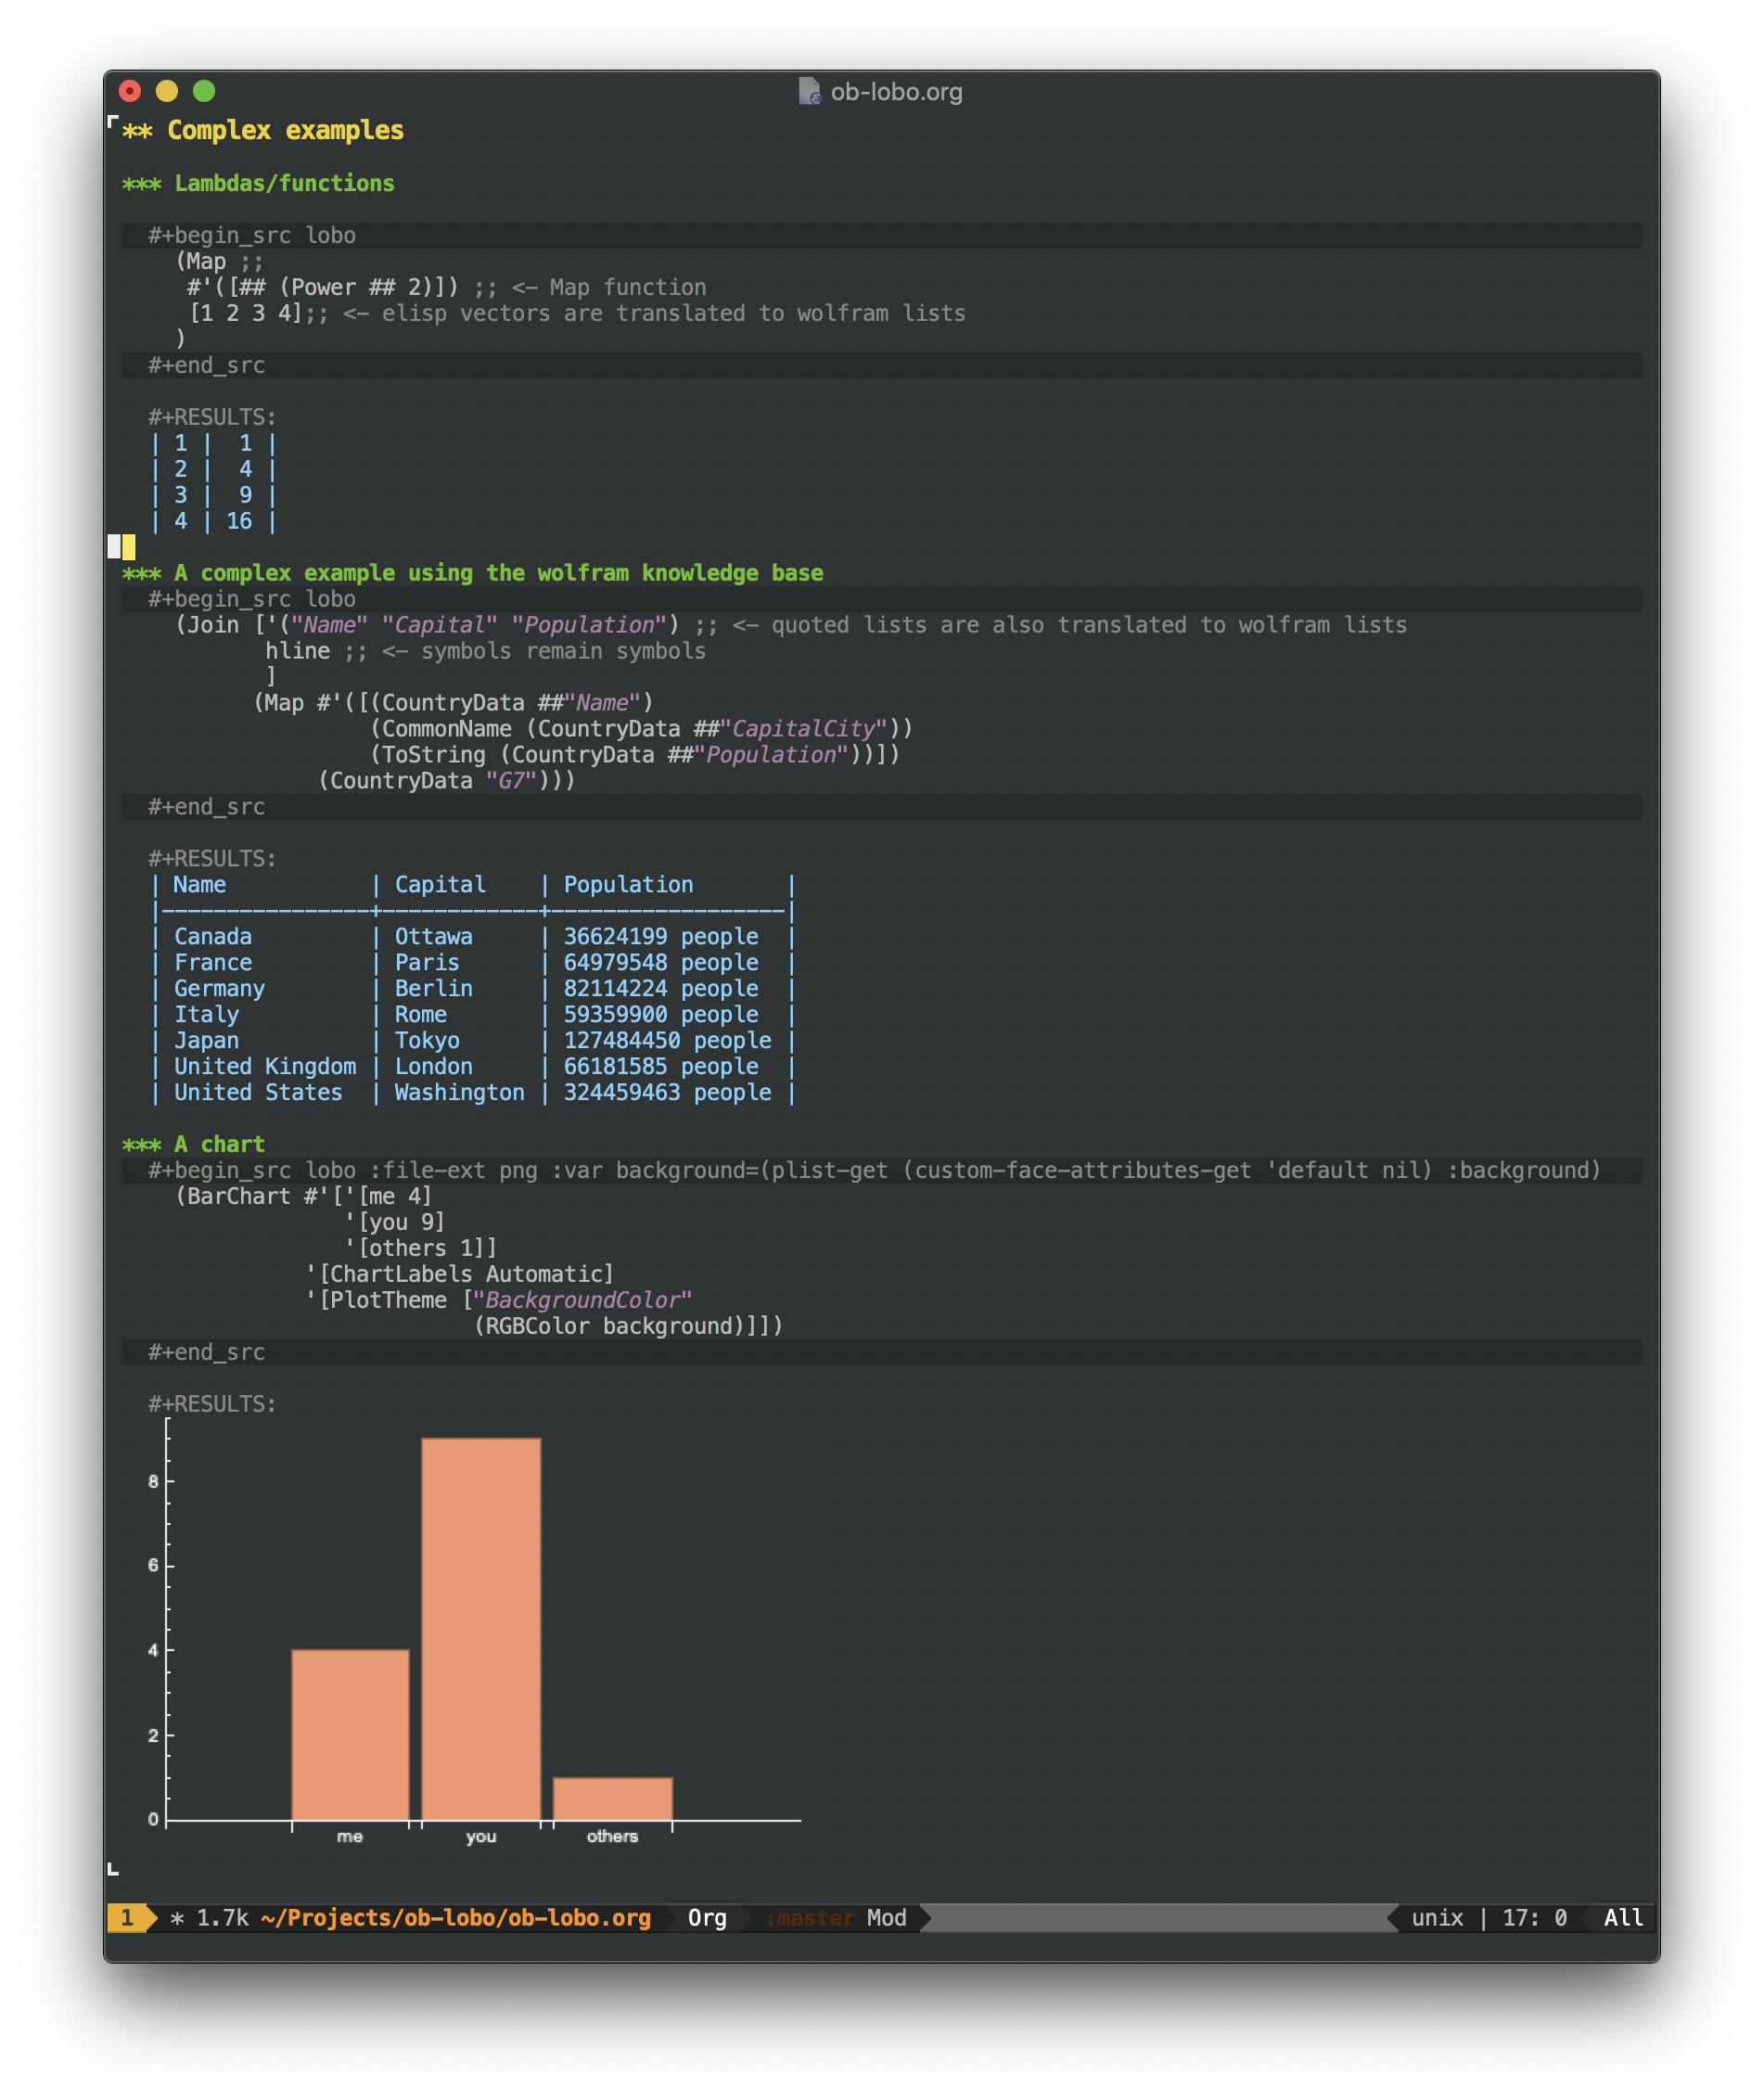 ob-lobo.org
** Complex examples
*** Lambdas/functions
#+begin_src lobo
(Map ;;
#'([## (Power ## 2)]) ;; <- Map function
[1 2 3 4];; <- elisp vectors are translated to wolfram lists
)
#+end_src
#+RESULTS:
| 1 | 1 |
| 2 | 4 |
| 3 | 9 |
| 4 | 16 |
*** A complex example using the wolfram knowledge base
#+begin_src lobo
(Join ['("Name" "Capital" "Population") ;; <- quoted lists are also translated to wolfram lists
hline ;; <- symbols remain symbols
]
(Map #'([(CountryData ##"Name")
(CommonName (CountryData ##"CapitalCity"))
(ToString (CountryData ##"Population"))])
(CountryData "G7")))
#+end_src
#+RESULTS:
| Name | Capital | Population |
|----------------+------------+------------------|
| Canada | Ottawa | 36624199 people |
| France | Paris | 64979548 people |
| Germany | Berlin | 82114224 people |
| Italy | Rome | 59359900 people |
| Japan | Tokyo | 127484450 people |
| United Kingdom | London | 66181585 people |
| United States | Washington | 324459463 people |
*** A chart
#+begin_src lobo :file-ext png :var background=(plist-get (custom-face-attributes-get 'default nil) :background)
(BarChart #'['[me 4]
'[you 9]
'[others 1]]
'[ChartLabels Automatic]
'[PlotTheme ["BackgroundColor"
(RGBColor background)]])
#+end_src
#+RESULTS:
8
6
4
2
0
me you others
1 * 1.7k ~/Projects/ob-lobo/ob-lobo.org Org :master Mod unix | 17: 0 All